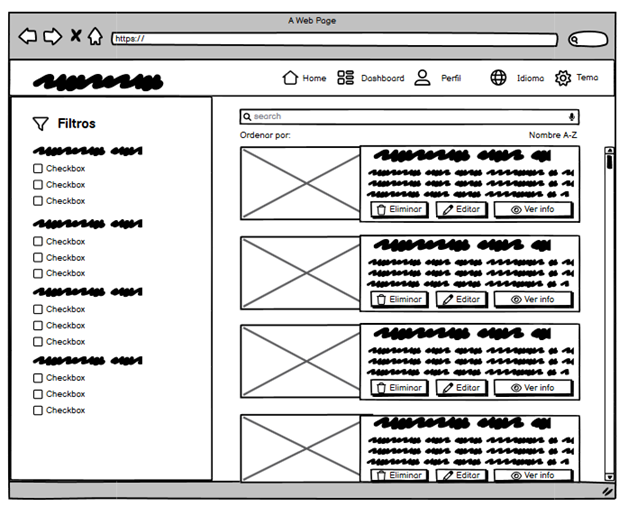 A Web Page
https://
Home Dashboard Perfil Idioma Tema
Filtros
Checkbox
Checkbox
Checkbox
Checkbox
Checkbox
Checkbox
Checkbox
Checkbox
Checkbox
Checkbox
Checkbox
Checkbox
search
Ordenar por: Nombre A-Z
Eliminar Editar Ver info
Eliminar Editar Ver info
Eliminar Editar Ver info
Eliminar Editar Ver info